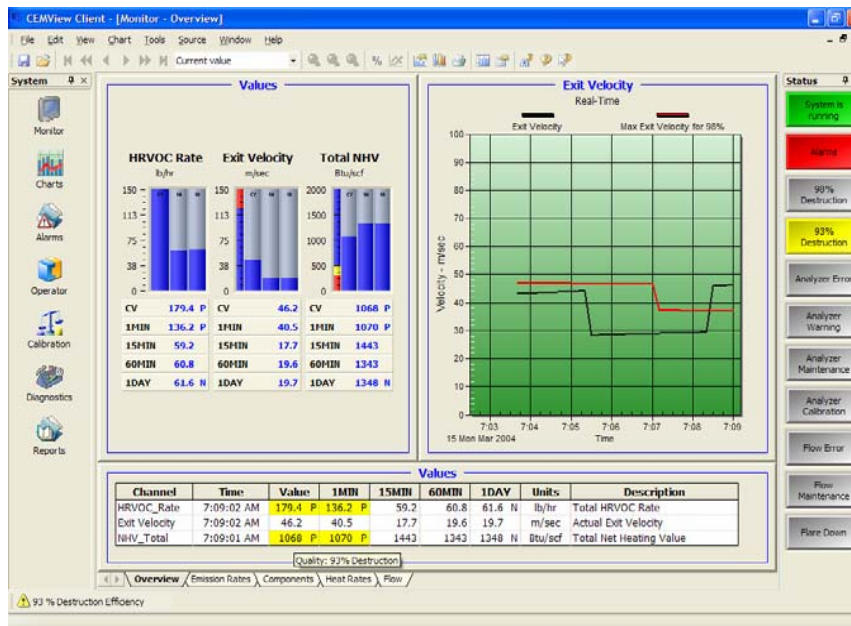 CEMView Client - [Monitor - Overview]
File Edit View Chart Tools Source Window Help
Current value %
System
Monitor
Charts
Alarms
Operator
Calibration
Diagnostics
Reports
Values
HRVOC Rate Exit Velocity Total NHV
lb/hr m/sec Btu/scf
150 150 2000
113 113 1500
75 75 1000
38 38 500
0 0 0
CV 179.4 P CV 46.2 CV 1068 P
1MIN 136.2 P 1MIN 40.5 1MIN 1070 P
15MIN 59.2 15MIN 17.7 15MIN 1443
60MIN 60.8 60MIN 19.6 60MIN 1343
1DAY 61.6 N 1DAY 19.7 1DAY 1348 N
Exit Velocity
Real-Time
Exit Velocity Max Exit Velocity for 98%
Velocity - m/sec
100
90
80
70
60
50
40
30
20
10
0
7:03 7:04 7:05 7:06 7:07 7:08 7:09
15 Mon Mar 2004 Time
Status
System is running
Alarms
98% Destruction
93% Destruction
Analyzer Error
Analyzer Warning
Analyzer Maintenance
Analyzer Calibration
Flow Error
Flow Maintenance
Flare Down
Values
Channel Time Value 1MIN 15MIN 60MIN 1DAY Units Description
HRVOC_Rate 7:09:02 AM 179.4 P 136.2 P 59.2 60.8 61.6 N lb/hr Total HRVOC Rate
Exit Velocity 7:09:02 AM 46.2 40.5 17.7 19.6 19.7 m/sec Actual Exit Velocity
NHV_Total 7:09:01 AM 1068 P 1070 P 1443 1343 1348 N Btu/scf Total Net Heating Value
Quality: 93% Destruction
Overview Emission Rates Components Heat Rates Flow
93 % Destruction Efficiency